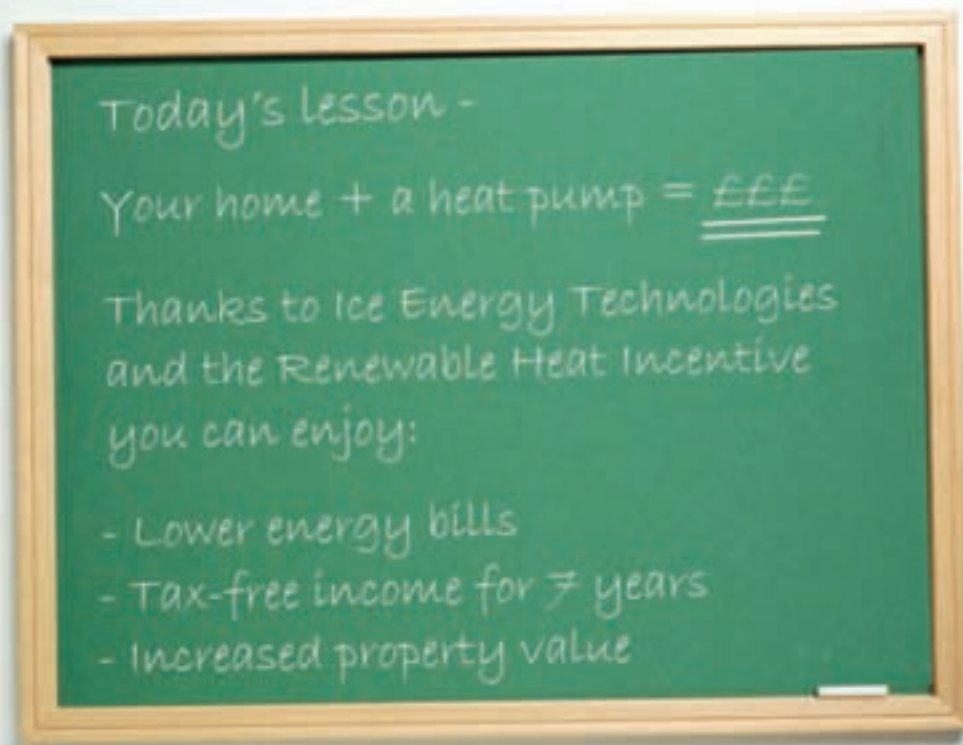 Today's lesson -
Your home + a heat pump = £££
Thanks to Ice Energy Technologies
and the Renewable Heat Incentive
you can enjoy:
- Lower energy bills
- Tax-free income for 7 years
- Increased property value